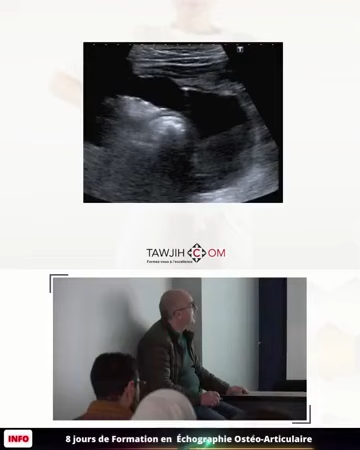 T
TAWJIH COM
Formez-vous à l'excellence
INFO
8 jours de Formation en Échographie Ostéo-Articulaire